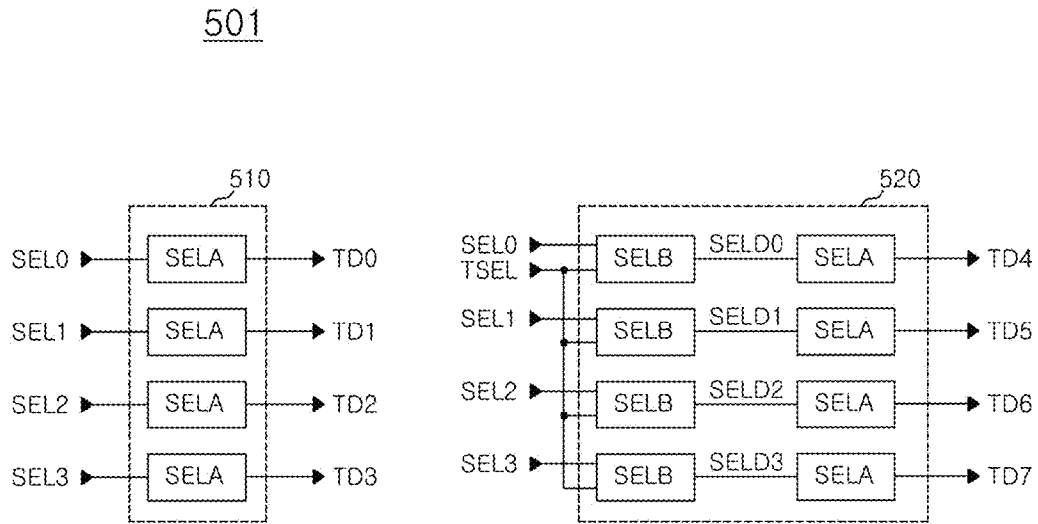 501
510
SEL0 SELA TD0
SEL1 SELA TD1
SEL2 SELA TD2
SEL3 SELA TD3
520
SEL0 SELB SELD0 SELA TD4
TSEL
SEL1 SELB SELD1 SELA TD5
SEL2 SELB SELD2 SELA TD6
SEL3 SELB SELD3 SELA TD7